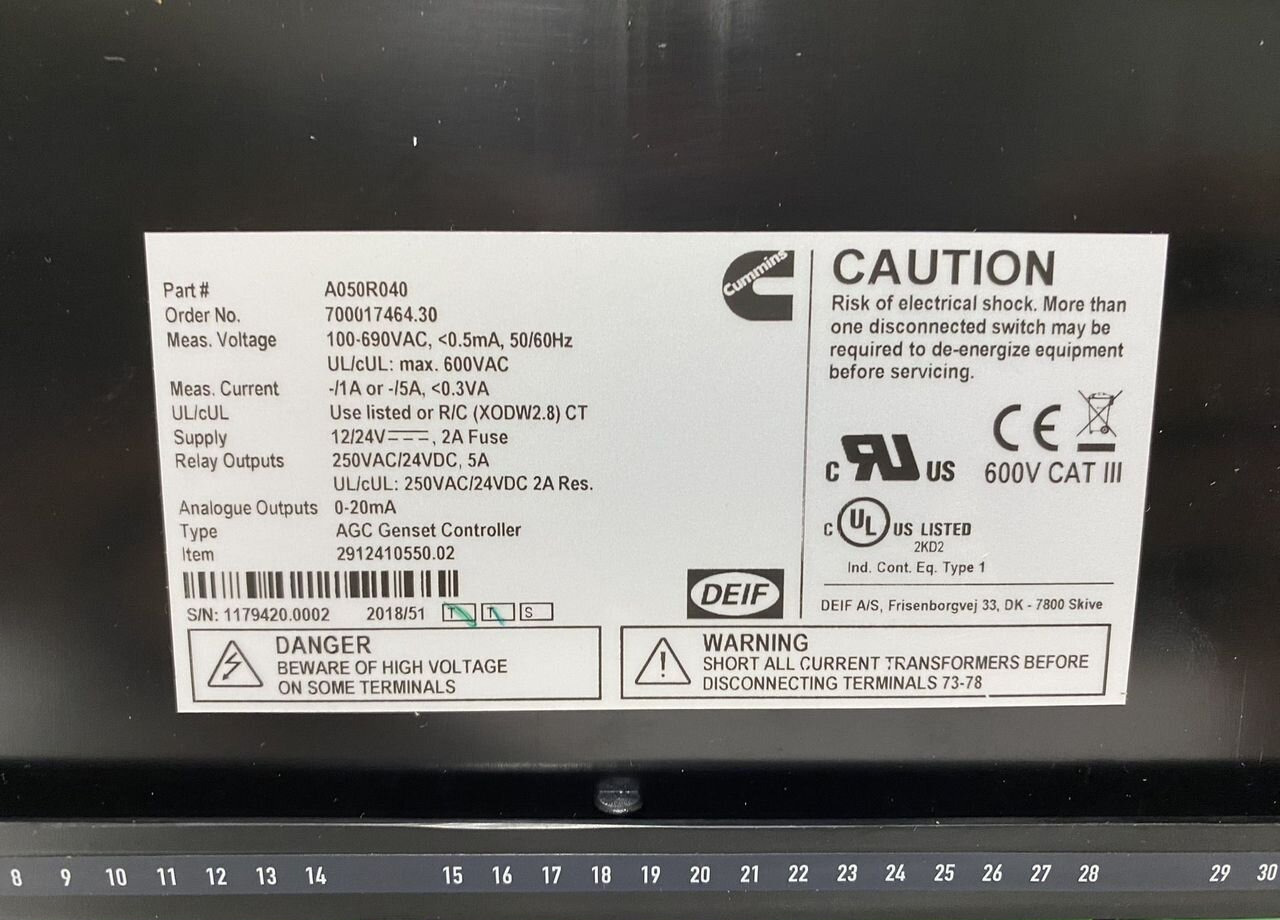 Part # A050R040
Order No. 700017464.30
Meas. Voltage 100-690VAC, <0.5mA, 50/60Hz
UL/cUL: max. 600VAC
Meas. Current -/1A or -/5A, <0.3VA
UL/cUL Use listed or R/C (XODW2.8) CT
Supply 12/24V⎓, 2A Fuse
Relay Outputs 250VAC/24VDC, 5A
UL/cUL: 250VAC/24VDC 2A Res.
Analogue Outputs 0-20mA
Type AGC Genset Controller
Item 2912410550.02
S/N: 1179420.0002 2018/51 T T S
Cummins
DEIF
CAUTION
Risk of electrical shock. More than
one disconnected switch may be
required to de-energize equipment
before servicing.
C RU US
CE
600V CAT III
C UL US LISTED
2KD2
Ind. Cont. Eq. Type 1
DEIF A/S, Frisenborgvej 33, DK - 7800 Skive
DANGER
BEWARE OF HIGH VOLTAGE
ON SOME TERMINALS
WARNING
SHORT ALL CURRENT TRANSFORMERS BEFORE
DISCONNECTING TERMINALS 73-78
8 9 10 11 12 13 14 15 16 17 18 19 20 21 22 23 24 25 26 27 28 29 30